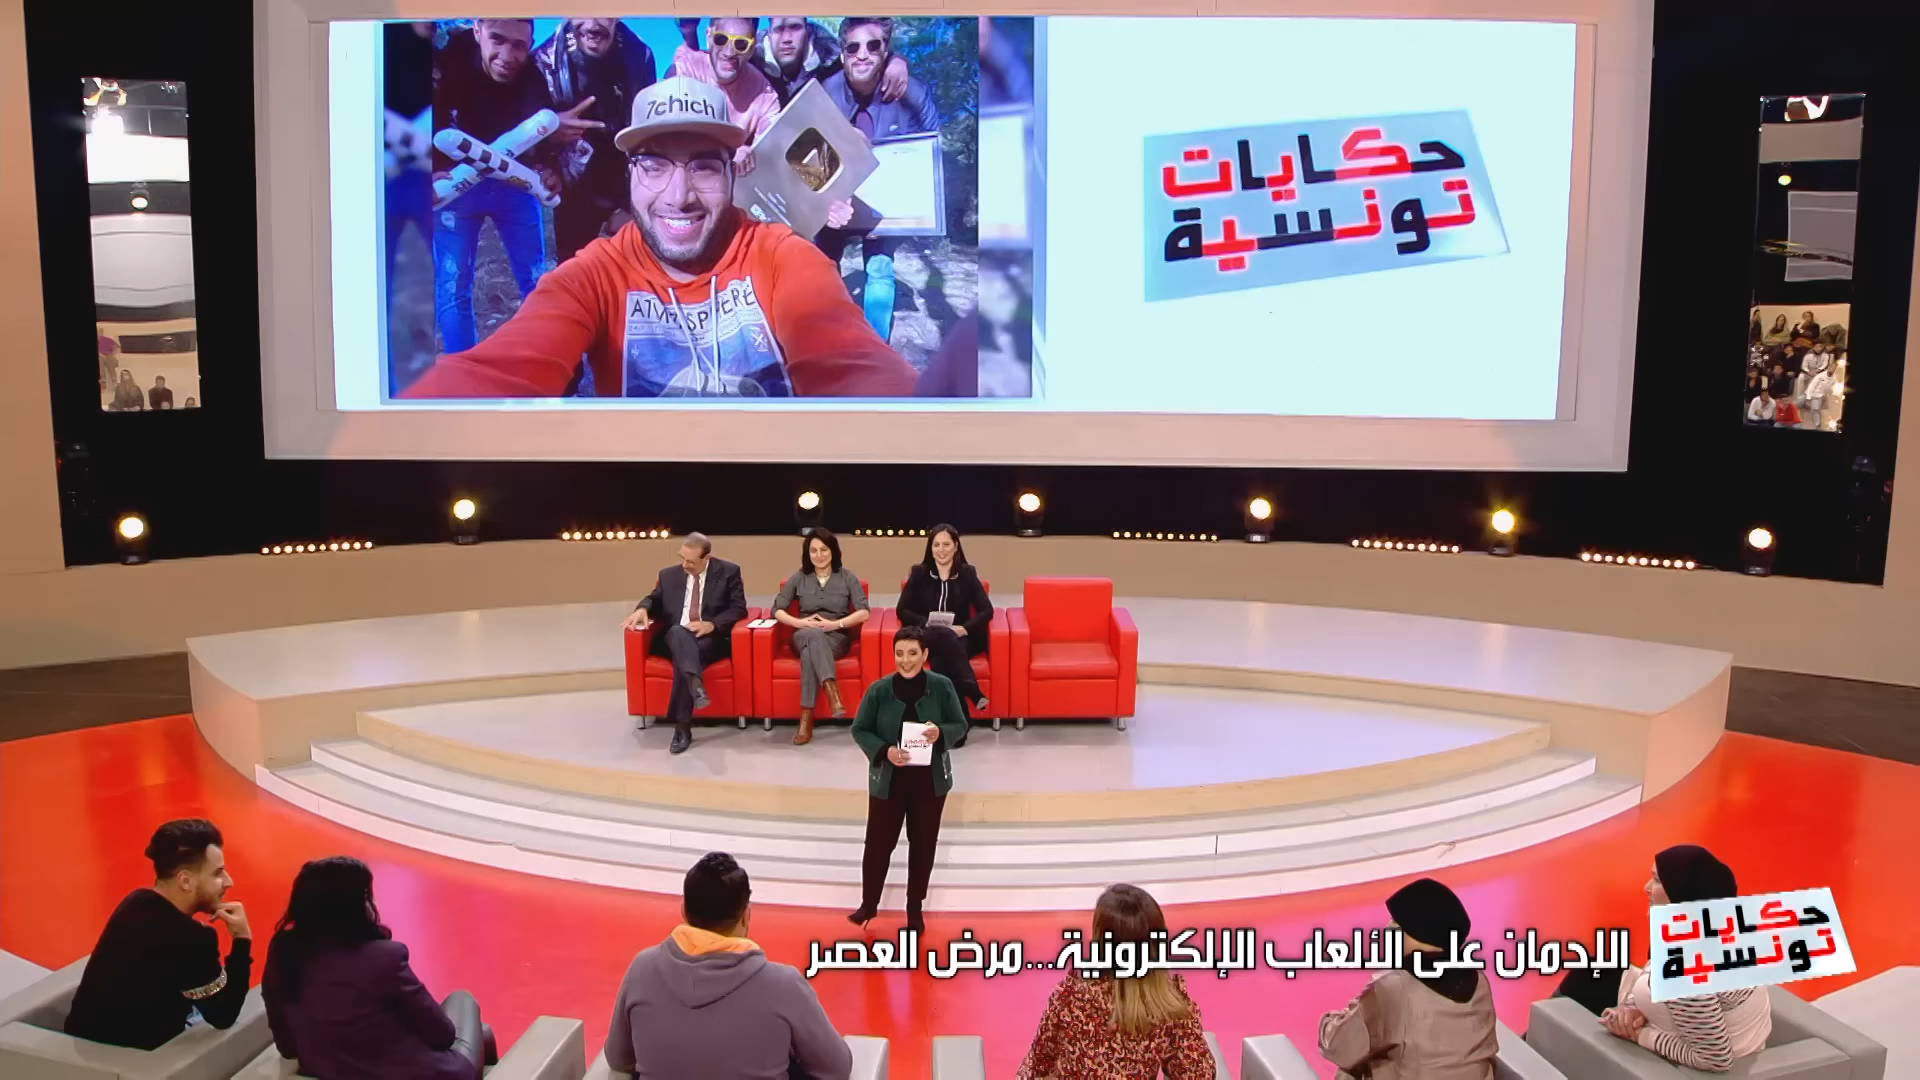 7chich
ATMOSPHERE
حكايات
تونسية
الإدمان على الألعاب الإلكترونية...مرض العصر
حكايات
تونسية